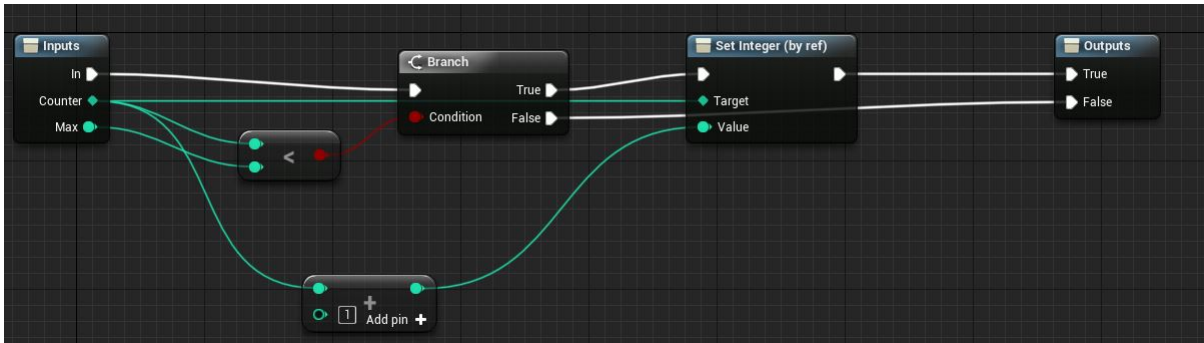 Inputs
In
Counter
Max
<
Branch
True
Condition
False
Set Integer (by ref)
Target
Value
Outputs
True
False
+
1
Add pin +